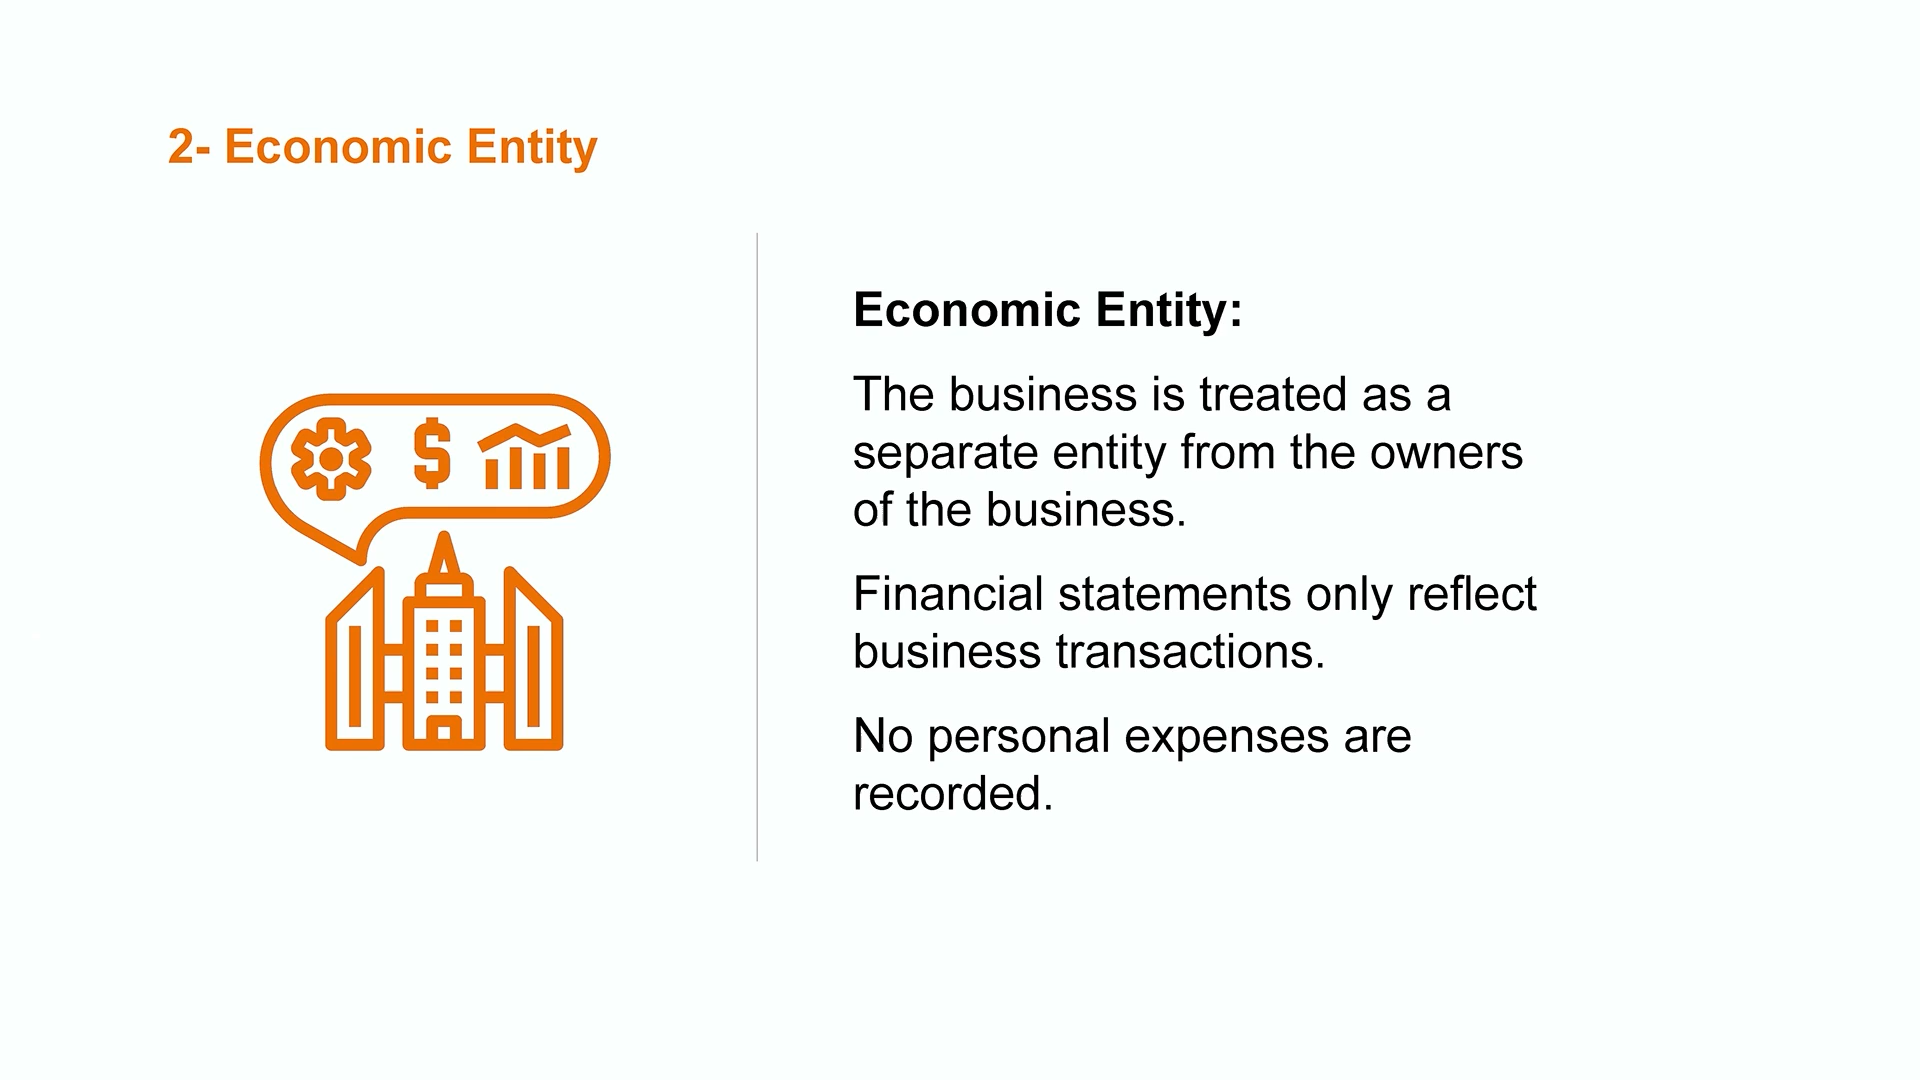 2- Economic Entity
Economic Entity:
The business is treated as a
separate entity from the owners
of the business.
Financial statements only reflect
business transactions.
No personal expenses are
recorded.